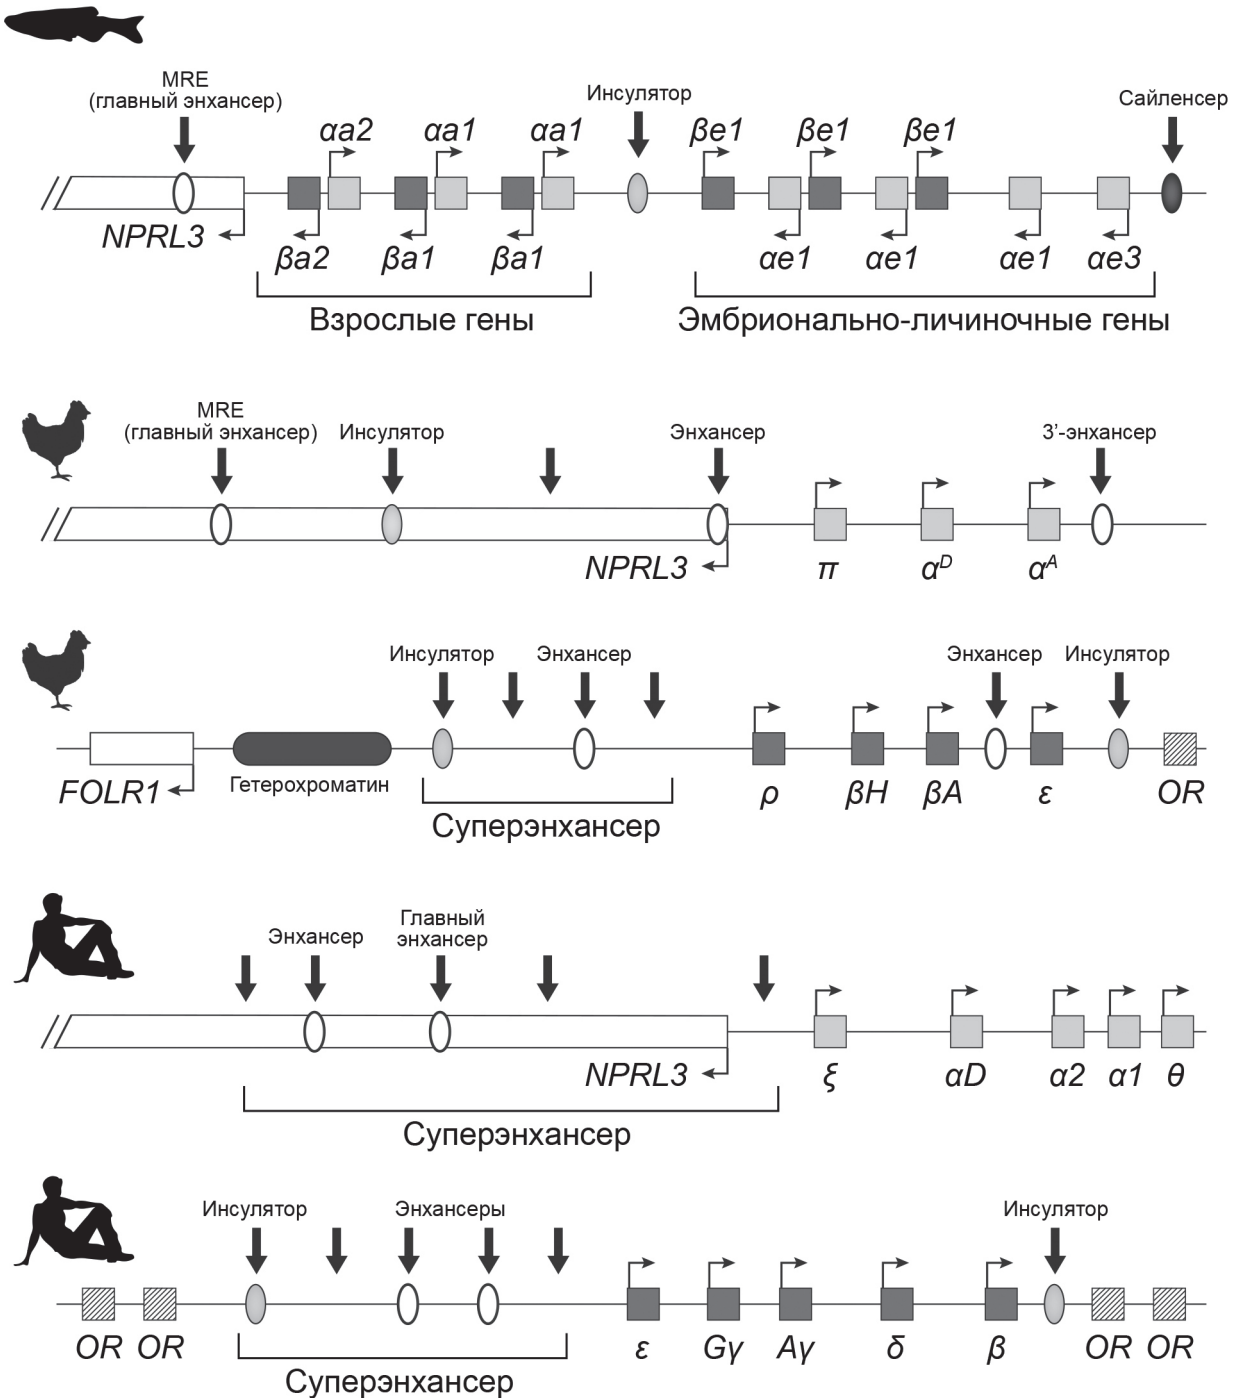 MRE
(главный энхансер)
Инсулятор
Сайленсер
αa2 αa1 αa1 βe1 βe1 βe1
NPRL3
βa2 βa1 βa1 αe1 αe1 αe1 αe3
Взрослые гены
Эмбрионально-личиночные гены
MRE
(главный энхансер)
Инсулятор
Энхансер
3’-энхансер
NPRL3
π αD αA
Инсулятор
Энхансер
Энхансер
Инсулятор
FOLR1
Гетерохроматин
ρ βH βA ε OR
Суперэнхансер
Энхансер
Главный
энхансер
NPRL3
ξ αD α2 α1 θ
Суперэнхансер
Инсулятор
Энхансеры
Инсулятор
OR OR
ε Gγ Aγ δ β OR OR
Суперэнхансер